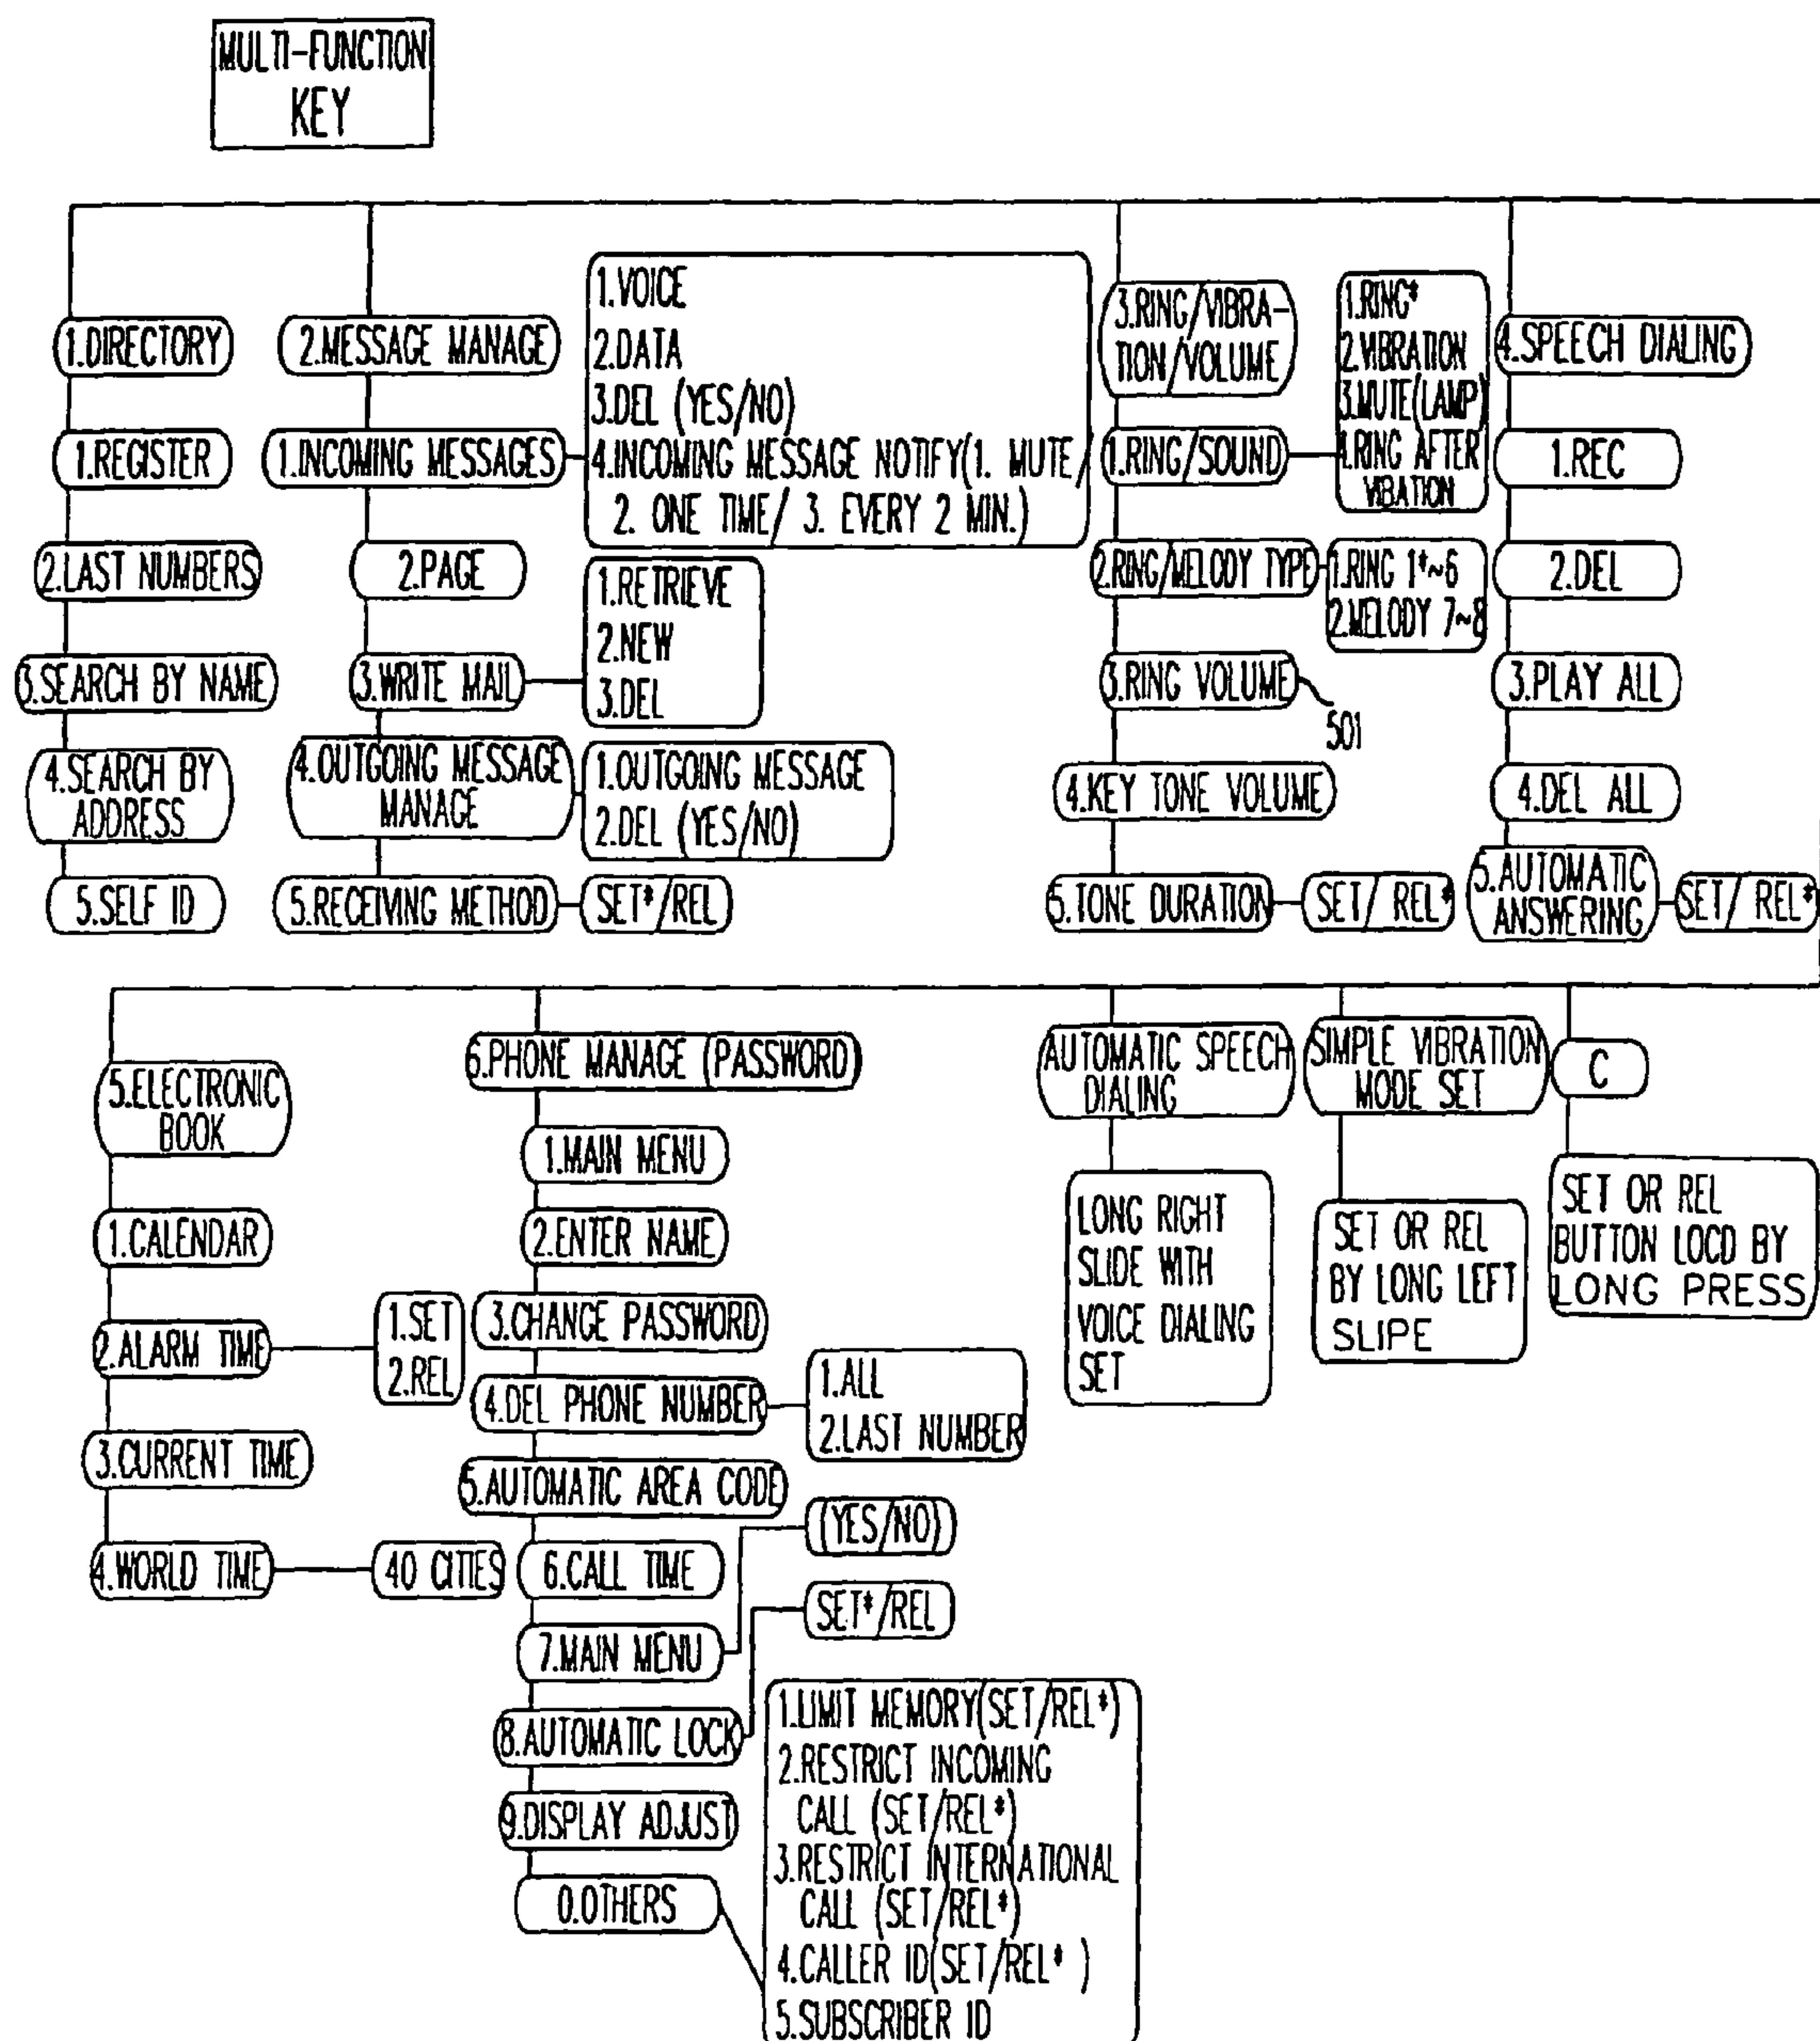 MULTI-FUNCTION
KEY
1.DIRECTORY
1.REGISTER
2.LAST NUMBERS
3.SEARCH BY NAME
4.SEARCH BY
ADDRESS
5.SELF ID
2.MESSAGE MANAGE
1.INCOMING MESSAGES
1.VOICE
2.DATA
3.DEL (YES/NO)
4.INCOMING MESSAGE NOTIFY(1. MUTE/
2. ONE TIME/ 3. EVERY 2 MIN.)
2.PAGE
3.WRITE MAIL
1.RETRIEVE
2.NEW
3.DEL
4.OUTGOING MESSAGE
MANAGE
1.OUTGOING MESSAGE
2.DEL (YES/NO)
5.RECEIVING METHOD
SET*/REL
3.RING/VIBRA-
TION/VOLUME
1.RING/SOUND
1.RING*
2.VIBRATION
3.MUTE(LAMP)
4.RING AFTER
VIBATION
2.RING/MELODY TYPE
1.RING 1*~6
2.MELODY 7~8
3.RING VOLUME
501
4.KEY TONE VOLUME
5.TONE DURATION
SET/ REL*
4.SPEECH DIALING
1.REC
2.DEL
3.PLAY ALL
4.DEL ALL
5.AUTOMATIC
ANSWERING
SET/ REL*
5.ELECTRONIC
BOOK
1.CALENDAR
2.ALARM TIME
1.SET
2.REL
3.CURRENT TIME
4.WORLD TIME
40 CITIES
6.PHONE MANAGE (PASSWORD)
1.MAIN MENU
2.ENTER NAME
3.CHANGE PASSWORD
4.DEL PHONE NUMBER
1.ALL
2.LAST NUMBER
5.AUTOMATIC AREA CODE
6.CALL TIME
7.MAIN MENU
(YES/NO)
8.AUTOMATIC LOCK
SET*/REL
9.DISPLAY ADJUST
0.OTHERS
1.LIMIT MEMORY(SET/REL*)
2.RESTRICT INCOMING
CALL (SET/REL*)
3.RESTRICT INTERNATIONAL
CALL (SET/REL*)
4.CALLER ID(SET/REL* )
5.SUBSCRIBER ID
AUTOMATIC SPEECH
DIALING
LONG RIGHT
SLIDE WITH
VOICE DIALING
SET
SIMPLE VIBRATION
MODE SET
SET OR REL
BY LONG LEFT
SLIPE
C
SET OR REL
BUTTON LOCD BY
LONG PRESS